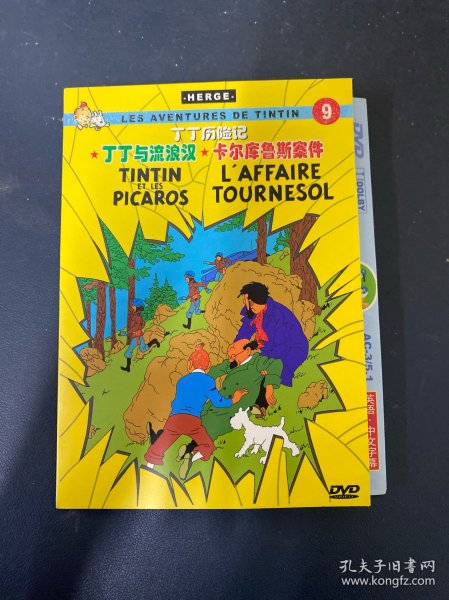 -HERGE-
LES AVENTURES DE TINTIN
9
丁丁历险记
★丁丁与流浪汉 ★卡尔库鲁斯案件
TINTIN
ET LES
PICAROS
L'AFFAIRE
TOURNESOL
DVD
VIDEO
DVD
DOLBY
AC-3/5.1
英语·中文字幕
孔夫子旧书网
www.kongfz.com